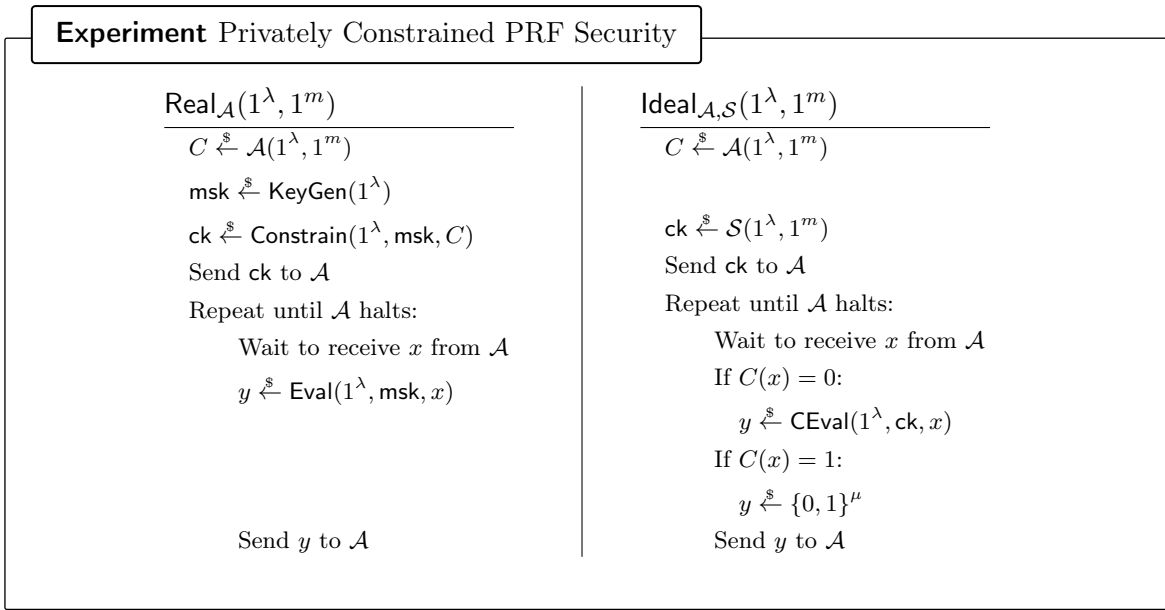 Experiment Privately Constrained PRF Security
Real_𝒜(1^λ, 1^m)
C ←$ 𝒜(1^λ, 1^m)
msk ←$ KeyGen(1^λ)
ck ←$ Constrain(1^λ, msk, C)
Send ck to 𝒜
Repeat until 𝒜 halts:
Wait to receive x from 𝒜
y ←$ Eval(1^λ, msk, x)
Send y to 𝒜
Ideal_{𝒜,𝒮}(1^λ, 1^m)
C ←$ 𝒜(1^λ, 1^m)
ck ←$ 𝒮(1^λ, 1^m)
Send ck to 𝒜
Repeat until 𝒜 halts:
Wait to receive x from 𝒜
If C(x) = 0:
y ←$ CEval(1^λ, ck, x)
If C(x) = 1:
y ←$ {0, 1}^μ
Send y to 𝒜